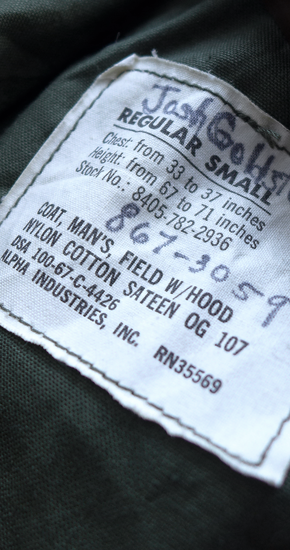 Josh
REGULAR SMALL
Chest: from 33 to 37 inches
Height: from 67 to 71 inches
Stock No.: 8405-782-2936
867-3059
COAT, MAN'S, FIELD W/HOOD
NYLON COTTON SATEEN OG 107
DSA 100-67-C-4426
ALPHA INDUSTRIES, INC. RN35569